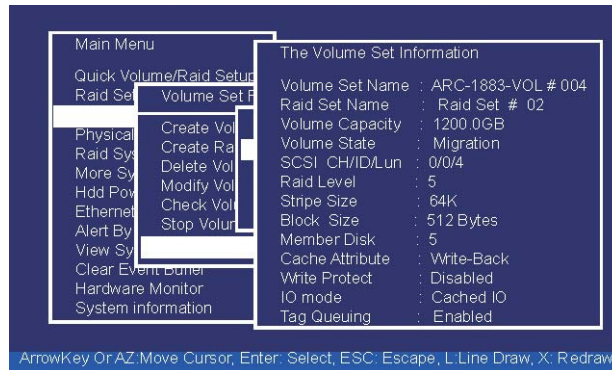 Main Menu
Quick Volume/Raid Setup
Raid Set
Physical
Raid Sys
More Sy
Hdd Pow
Ethernet
Alert By
View Sy
Clear Event Buffer
Hardware Monitor
System information
Volume Set F
Create Vol
Create Ra
Delete Vol
Modify Vol
Check Volu
Stop Volum
The Volume Set Information
Volume Set Name : ARC-1883-VOL # 004
Raid Set Name : Raid Set # 02
Volume Capacity : 1200.0GB
Volume State : Migration
SCSI CH/ID/Lun : 0/0/4
Raid Level : 5
Stripe Size : 64K
Block Size : 512 Bytes
Member Disk : 5
Cache Attribute : Write-Back
Write Protect : Disabled
IO mode : Cached IO
Tag Queuing : Enabled
ArrowKey Or AZ:Move Cursor, Enter: Select, ESC: Escape, L:Line Draw, X: Redraw